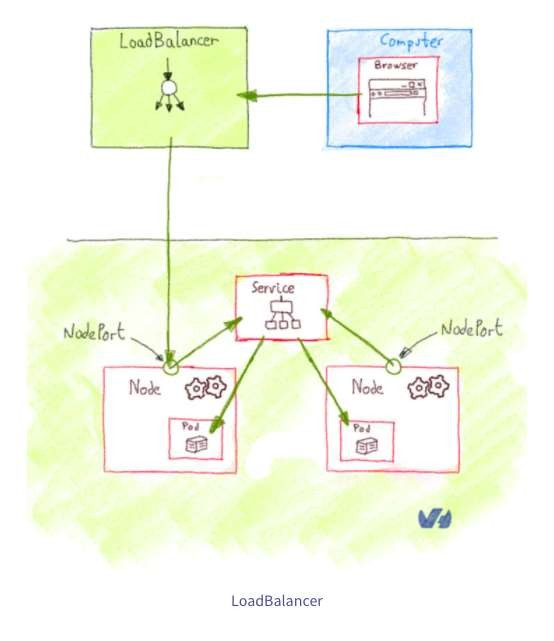 LoadBalancer
Computer
Browser
Service
NodePort
NodePort
Node
Node
Pod
Pod
LoadBalancer